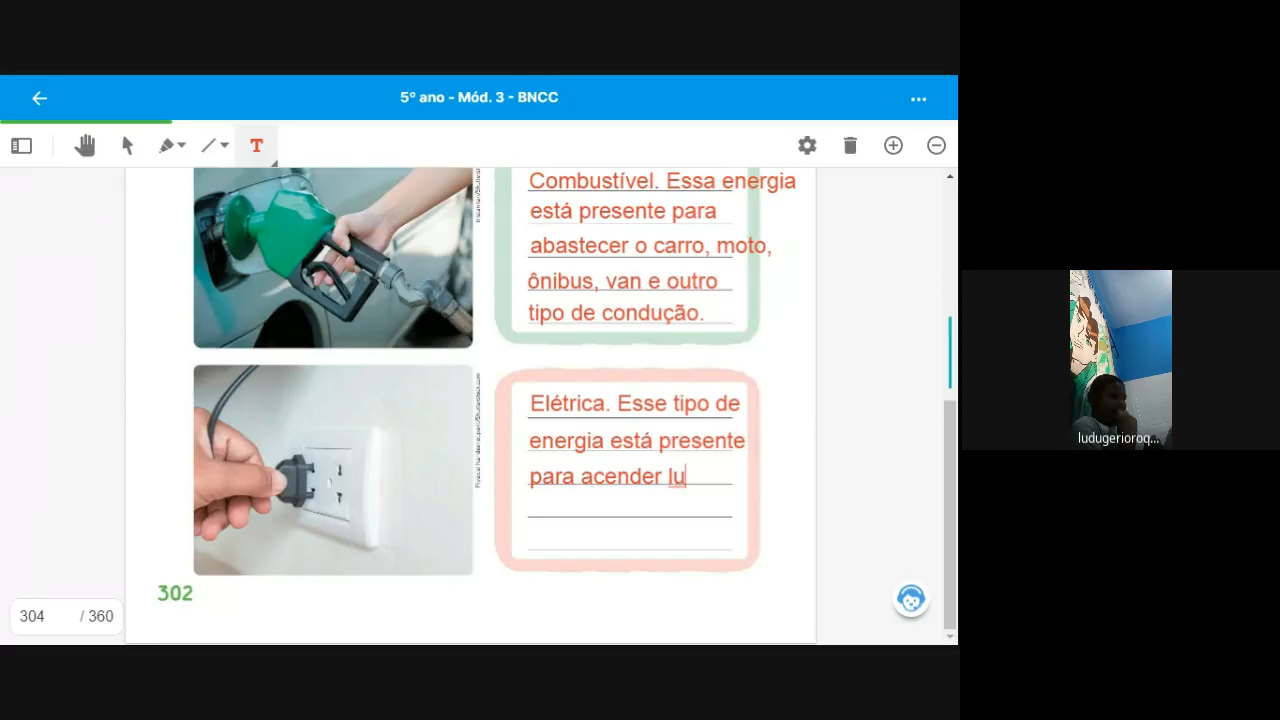 5º ano - Mód. 3 - BNCC
T
Combustível. Essa energia
está presente para
abastecer o carro, moto,
ônibus, van e outro
tipo de condução.
Elétrica. Esse tipo de
energia está presente
para acender lu
302
304 / 360
ludugerioroq...